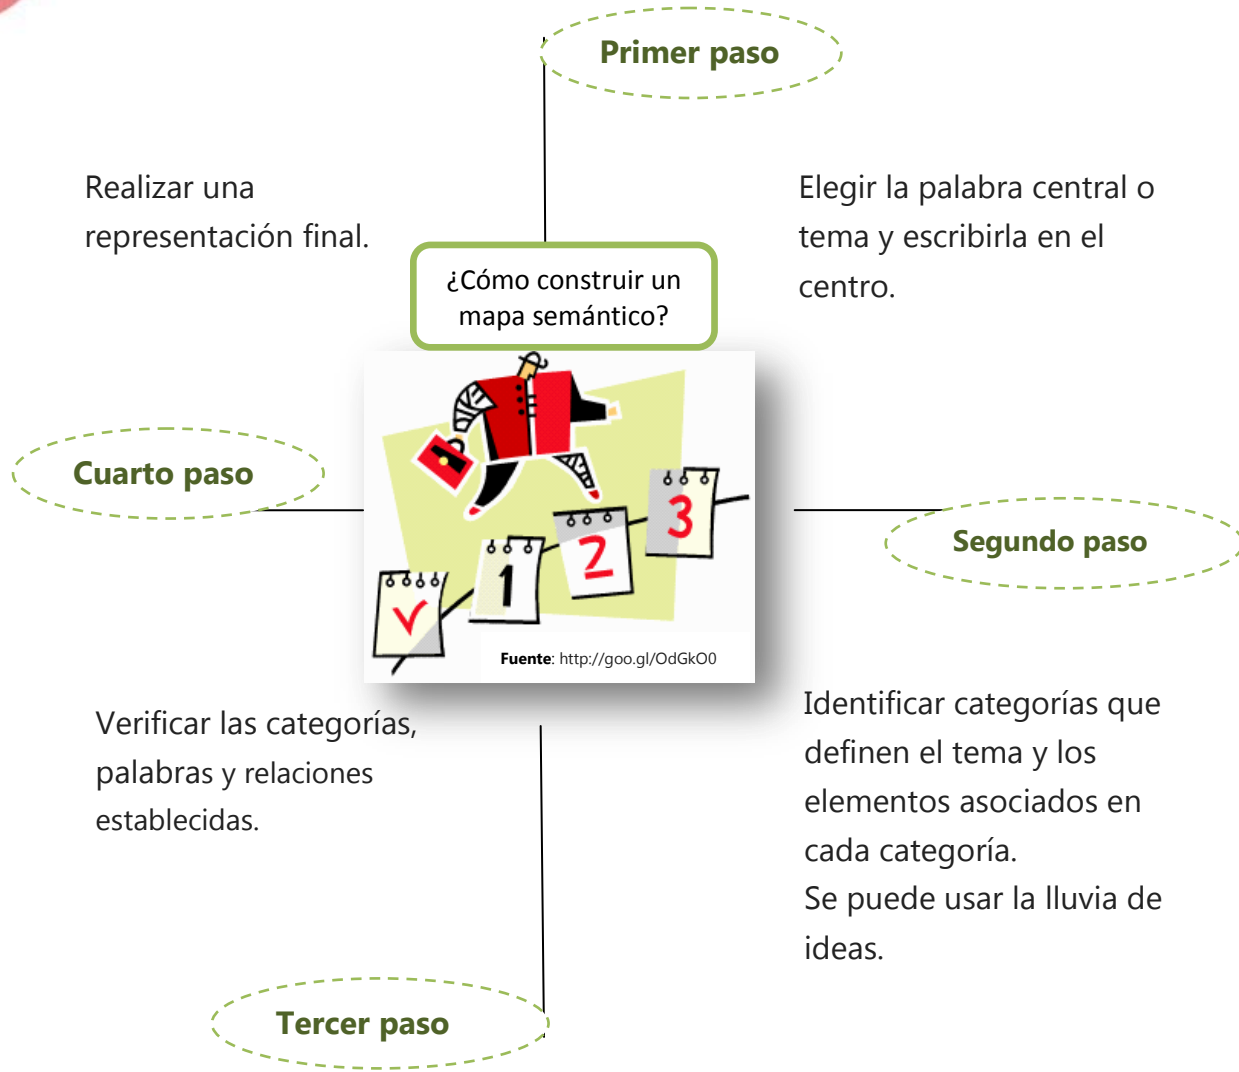 Primer paso
Elegir la palabra central o
tema y escribirla en el
centro.
¿Cómo construir un
mapa semántico?
Segundo paso
Identificar categorías que
definen el tema y los
elementos asociados en
cada categoría.
Se puede usar la lluvia de
ideas.
Tercer paso
Verificar las categorías,
palabras y relaciones
establecidas.
Cuarto paso
Realizar una
representación final.
1
2
3
Fuente: http://goo.gl/OdGkO0